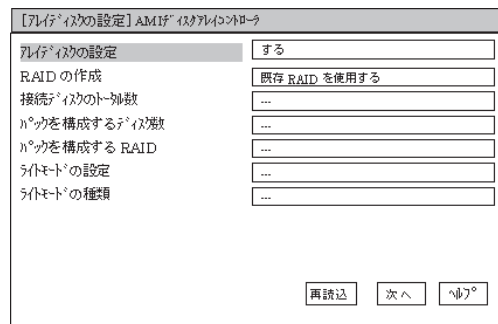 [ｱﾚｲﾃﾞｨｽｸの設定] AMIﾃﾞｨｽｸｱﾚｲｺﾝﾄﾛｰﾗ
ｱﾚｲﾃﾞｨｽｸの設定 する
RAID の作成 既存 RAID を使用する
接続ﾃﾞｨｽｸのﾄｰﾀﾙ数 ...
ﾊﾟｯｸを構成するﾃﾞｨｽｸ数 ...
ﾊﾟｯｸを構成する RAID ...
ﾗｲﾄﾓｰﾄﾞの設定 ...
ﾗｲﾄﾓｰﾄﾞの種類 ...
再読込 次へ ﾍﾙﾌﾟ